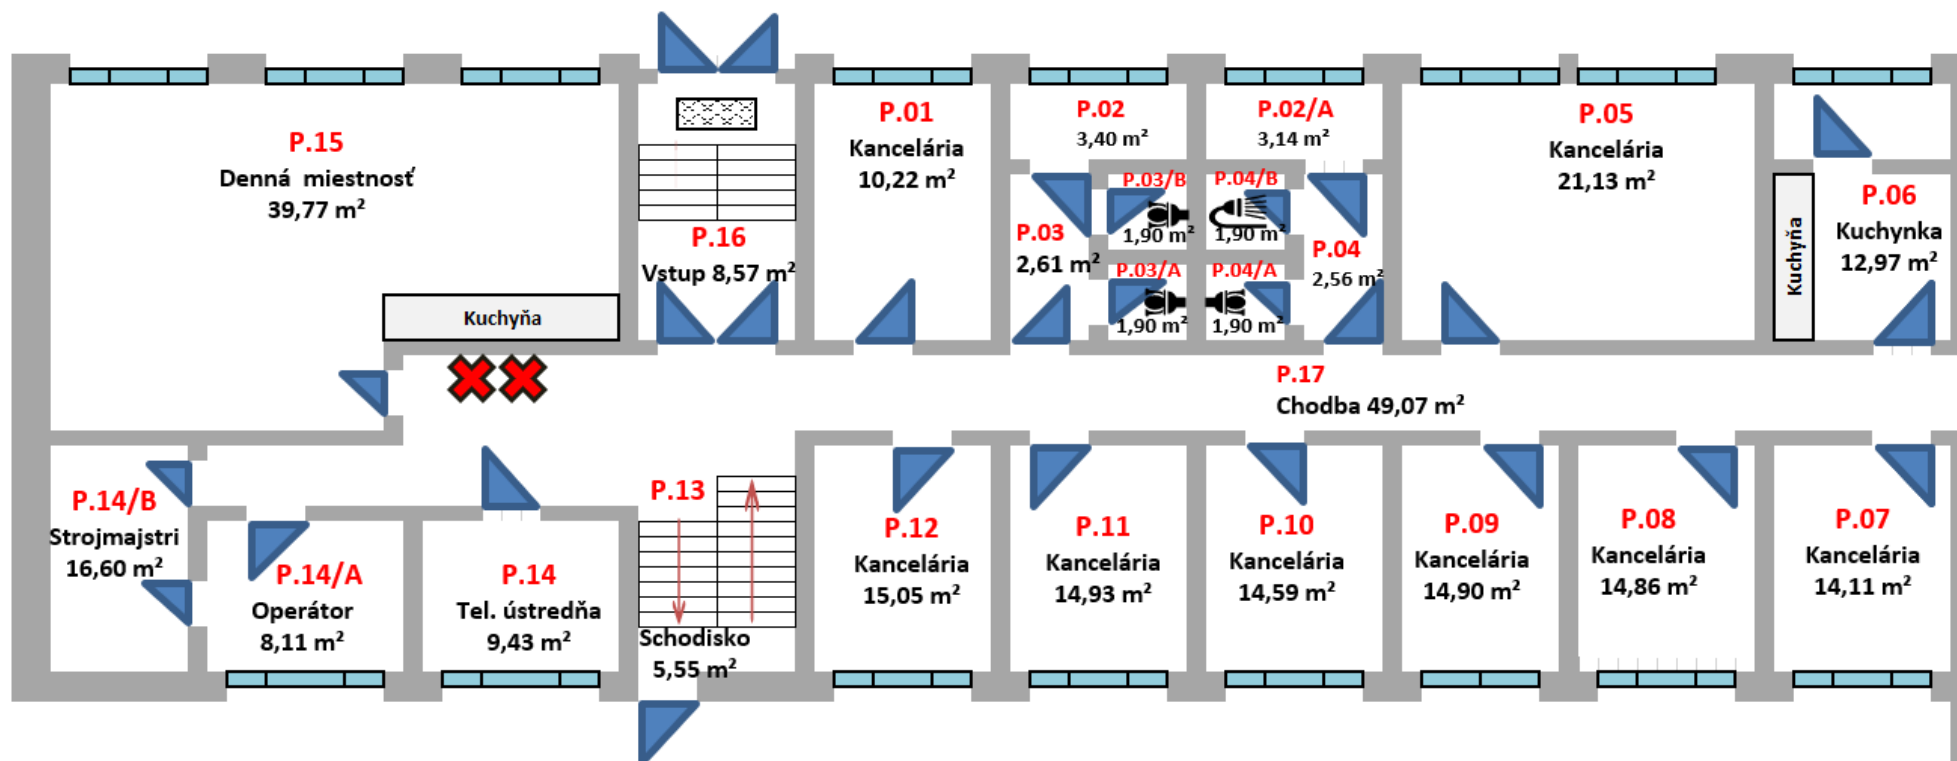 P.15
Denná miestnosť
39,77 m²
Kuchyňa
P.16
Vstup 8,57 m²
P.01
Kancelária
10,22 m²
P.02
3,40 m²
P.02/A
3,14 m²
P.03/B
1,90 m²
P.04/B
1,90 m²
P.03
2,61 m²
P.04
2,56 m²
P.03/A
1,90 m²
P.04/A
1,90 m²
P.05
Kancelária
21,13 m²
Kuchyňa
P.06
Kuchynka
12,97 m²
P.17
Chodba 49,07 m²
P.14/B
Strojmajstri
16,60 m²
P.14/A
Operátor
8,11 m²
P.14
Tel. ústredňa
9,43 m²
P.13
Schodisko
5,55 m²
P.12
Kancelária
15,05 m²
P.11
Kancelária
14,93 m²
P.10
Kancelária
14,59 m²
P.09
Kancelária
14,90 m²
P.08
Kancelária
14,86 m²
P.07
Kancelária
14,11 m²